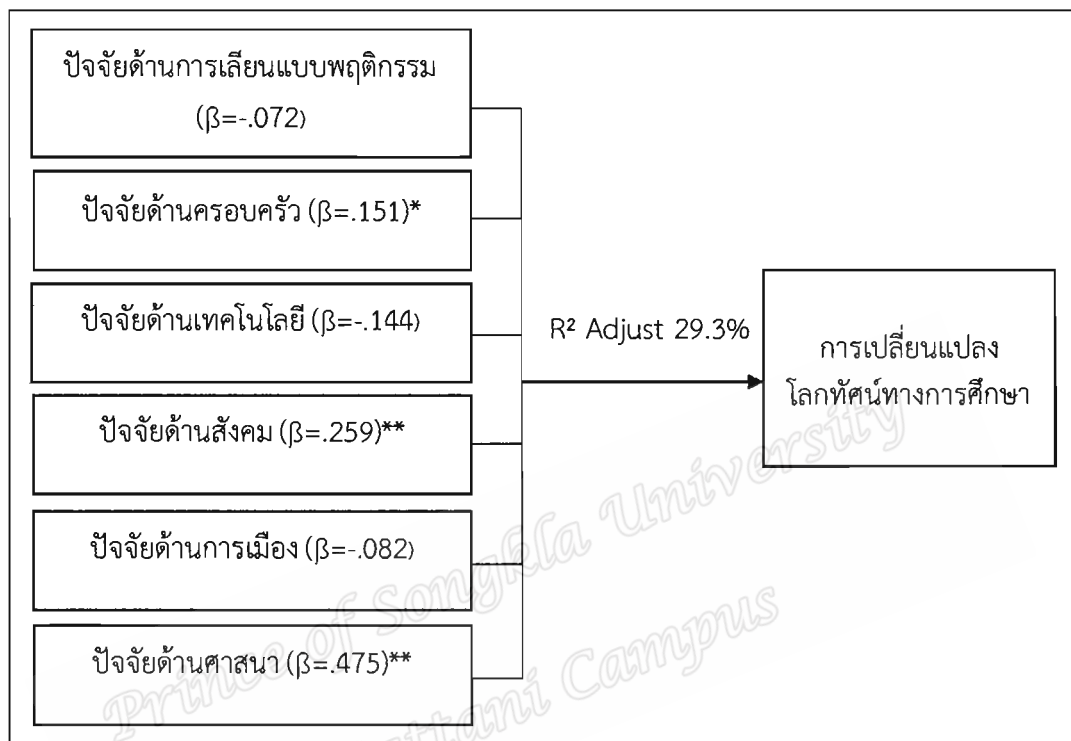 ปัจจัยด้านการเลียนแบบพฤติกรรม
(β=-.072)
ปัจจัยด้านครอบครัว (β=.151)*
ปัจจัยด้านเทคโนโลยี (β=-.144)
ปัจจัยด้านสังคม (β=.259)**
ปัจจัยด้านการเมือง (β=-.082)
ปัจจัยด้านศาสนา (β=.475)**
R² Adjust 29.3%
การเปลี่ยนแปลง
โลกทัศน์ทางการศึกษา
Prince of Songkla University
Pattani Campus